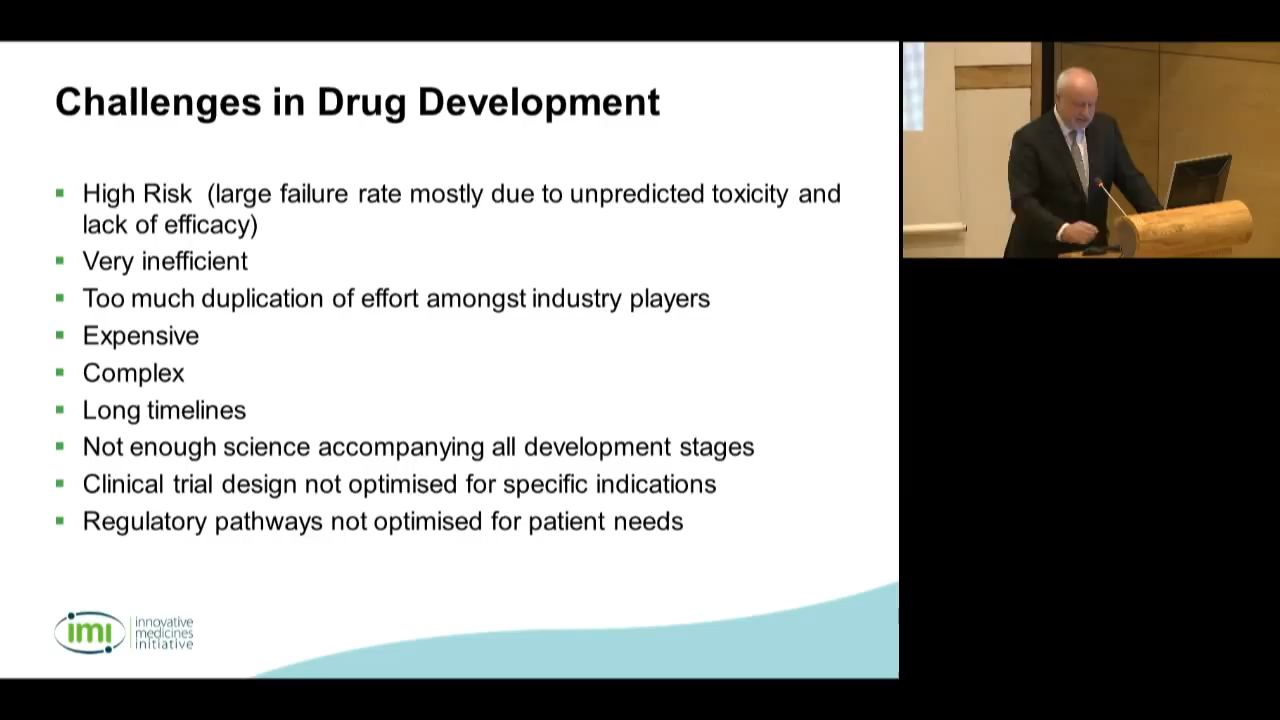 Challenges in Drug Development
High Risk (large failure rate mostly due to unpredicted toxicity and
lack of efficacy)
Very inefficient
Too much duplication of effort amongst industry players
Expensive
Complex
Long timelines
Not enough science accompanying all development stages
Clinical trial design not optimised for specific indications
Regulatory pathways not optimised for patient needs
imi
innovative
medicines
initiative